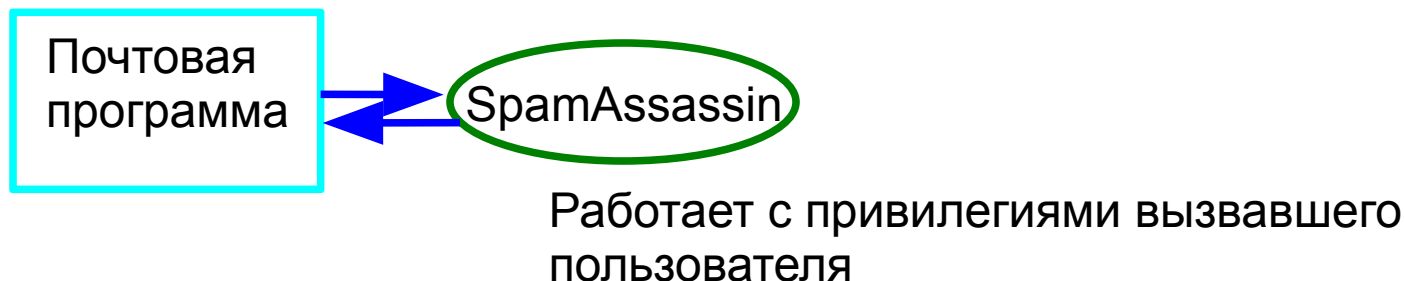 Почтовая
программа
SpamAssassin
Работает с привилегиями вызвавшего
пользователя